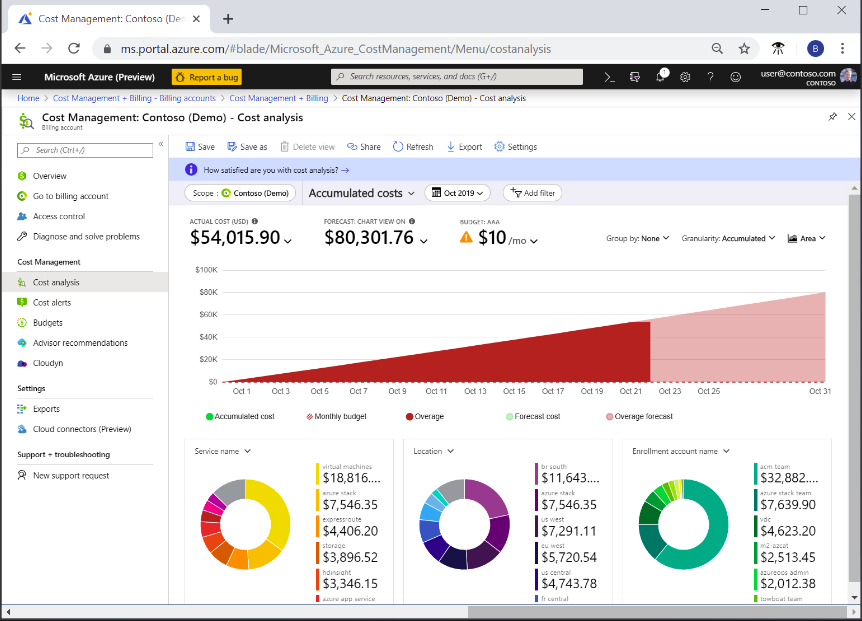 Cost Management: Contoso (De
ms.portal.azure.com/#blade/Microsoft_Azure_CostManagement/Menu/costanalysis
B
Microsoft Azure (Preview)
Report a bug
Search resources, services, and docs (G+/)
1
user@contoso.com
CONTOSO
Home > Cost Management + Billing - Billing accounts > Cost Management + Billing > Cost Management: Contoso (Demo) - Cost analysis
Cost Management: Contoso (Demo) - Cost analysis
Billing account
Search (Ctrl+/)
Overview
Go to billing account
Access control
Diagnose and solve problems
Cost Management
Cost analysis
Cost alerts
Budgets
Advisor recommendations
Cloudyn
Settings
Exports
Cloud connectors (Preview)
Support + troubleshooting
New support request
Save
Save as
Delete view
Share
Refresh
Export
Settings
How satisfied are you with cost analysis? →
Scope : Contoso (Demo)
Accumulated costs
Oct 2019
Add filter
ACTUAL COST (USD)
$54,015.90
FORECAST: CHART VIEW ON
$80,301.76
BUDGET: AAA
$10 /mo
Group by: None
Granularity: Accumulated
Area
$100K
$80K
$60K
$40K
$20K
$0
Oct 1 Oct 3 Oct 5 Oct 7 Oct 9 Oct 11 Oct 13 Oct 15 Oct 17 Oct 19 Oct 21 Oct 23 Oct 25 Oct 31
Accumulated cost Monthly budget Overage Forecast cost Overage forecast
Service name
virtual machines
$18,816....
azure stack
$7,546.35
expressroute
$4,406.20
storage
$3,896.52
hdinsight
$3,346.15
azure app service
Location
br south
$11,643....
azure stack
$7,546.35
us west
$7,291.11
eu west
$5,720.54
us central
$4,743.78
fr central
Enrollment account name
acm team
$32,882....
azure stack team
$7,639.90
vdc
$4,623.20
m2-azcat
$2,513.45
azureops admin
$2,012.38
towboat team